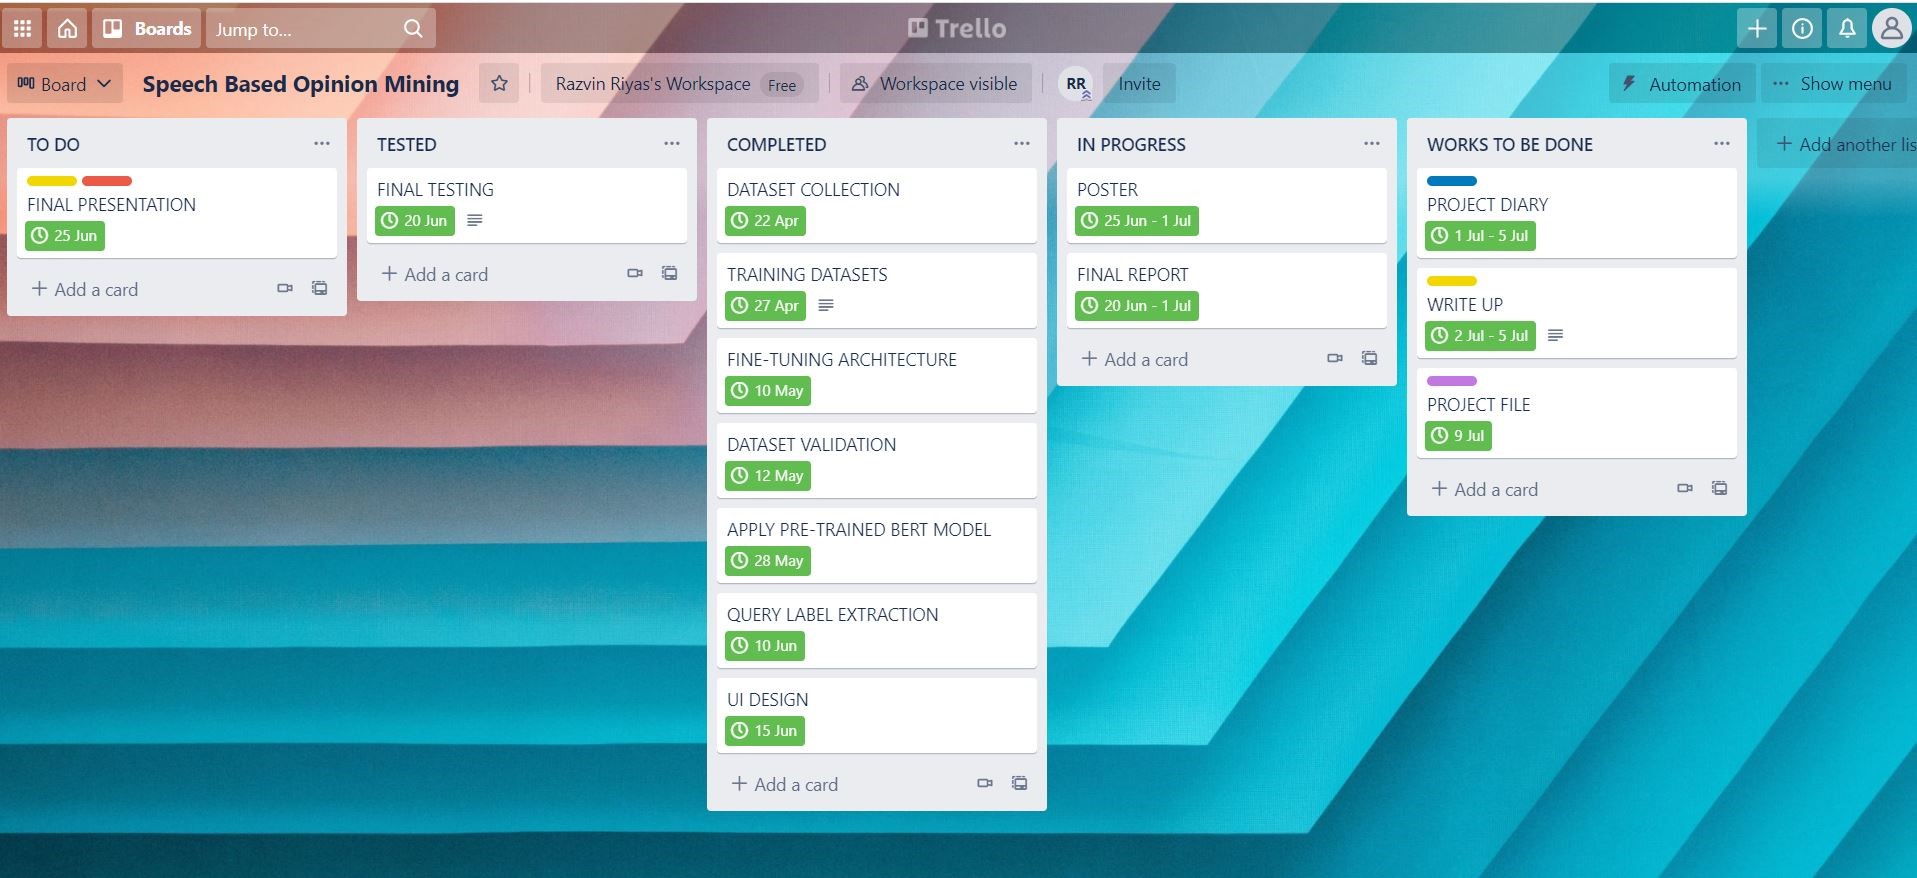 Boards
Jump to...
Trello
Board
Speech Based Opinion Mining
Razvin Riyas's Workspace Free
Workspace visible
RR
Invite
Automation
Show menu
TO DO
FINAL PRESENTATION
25 Jun
Add a card
TESTED
FINAL TESTING
20 Jun
Add a card
COMPLETED
DATASET COLLECTION
22 Apr
TRAINING DATASETS
27 Apr
FINE-TUNING ARCHITECTURE
10 May
DATASET VALIDATION
12 May
APPLY PRE-TRAINED BERT MODEL
28 May
QUERY LABEL EXTRACTION
10 Jun
UI DESIGN
15 Jun
Add a card
IN PROGRESS
POSTER
25 Jun - 1 Jul
FINAL REPORT
20 Jun - 1 Jul
Add a card
WORKS TO BE DONE
PROJECT DIARY
1 Jul - 5 Jul
WRITE UP
2 Jul - 5 Jul
PROJECT FILE
9 Jul
Add a card
Add another lis